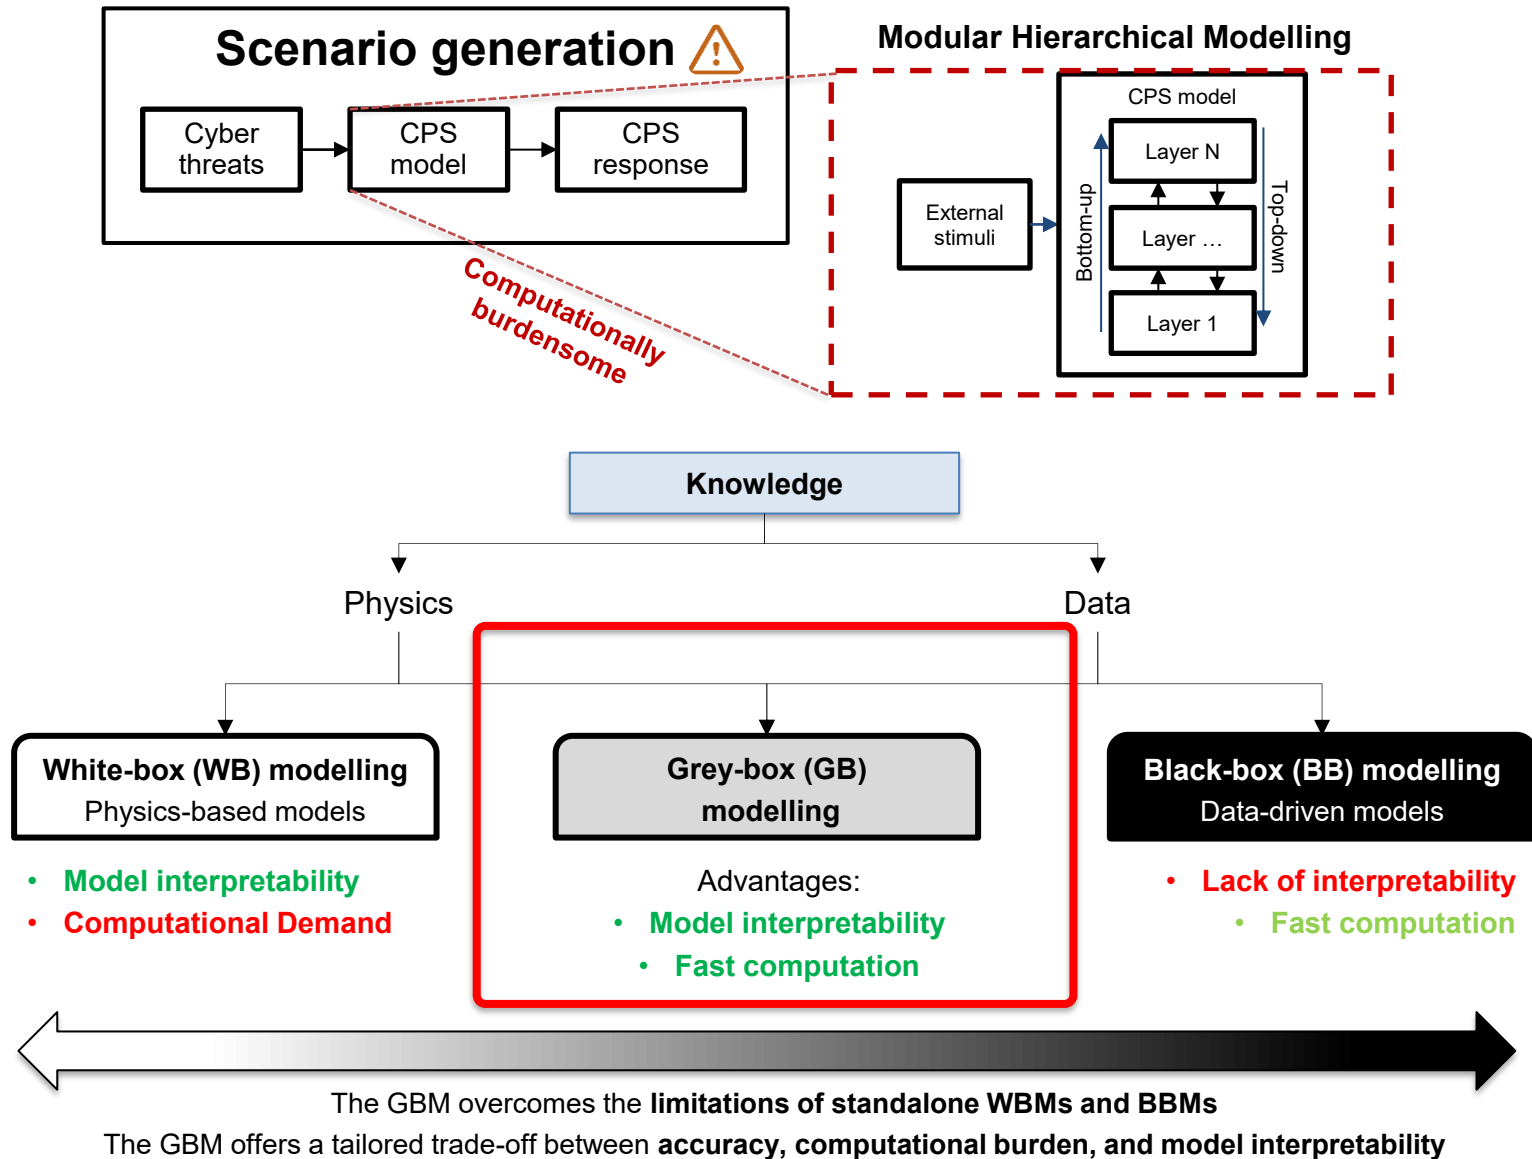 Scenario generation
Cyber
threats
CPS
model
CPS
response
Computationally
burdensome
Modular Hierarchical Modelling
External
stimuli
CPS model
Bottom-up
Layer N
Layer ...
Layer 1
Top-down
Knowledge
Physics
Data
White-box (WB) modelling
Physics-based models
• Model interpretability
• Computational Demand
Grey-box (GB)
modelling
Advantages:
• Model interpretability
• Fast computation
Black-box (BB) modelling
Data-driven models
• Lack of interpretability
• Fast computation
The GBM overcomes the limitations of standalone WBMs and BBMs
The GBM offers a tailored trade-off between accuracy, computational burden, and model interpretability